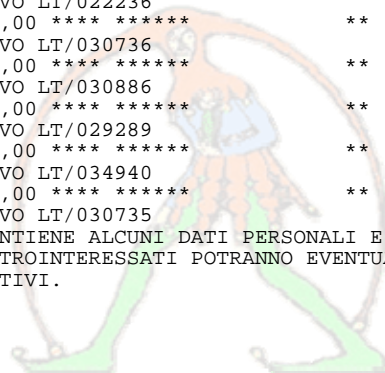 VO LT/022236
,00 **** ****** **
VO LT/030736
,00 **** ****** **
VO LT/030886
,00 **** ****** **
VO LT/029289
,00 **** ****** **
VO LT/034940
,00 **** ****** **
VO LT/030735
NTIENE ALCUNI DATI PERSONALI E
TROINTERESSATI POTRANNO EVENTUA
TIVI.